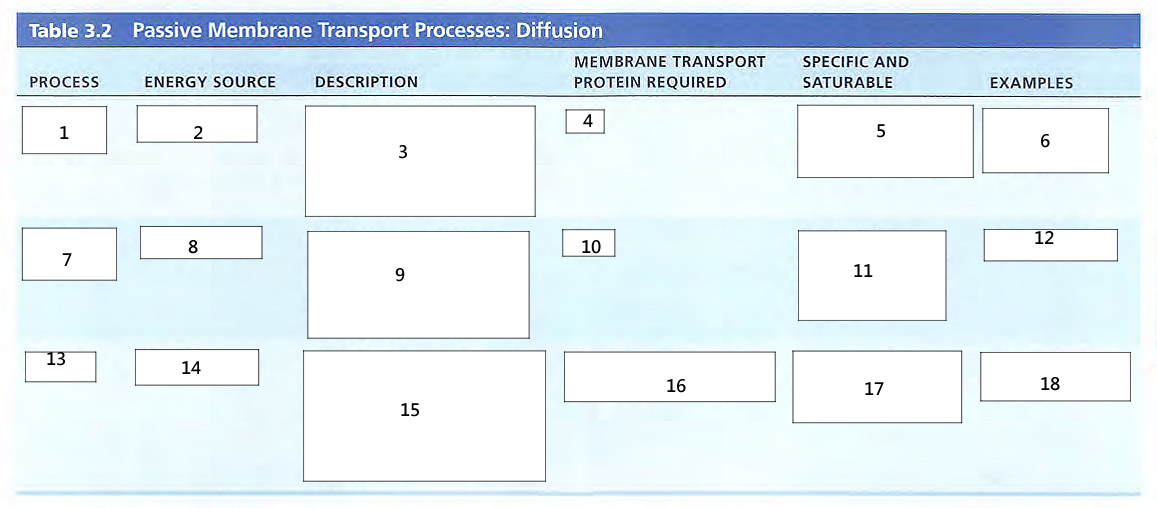 Table 3.2 Passive Membrane Transport Processes: Diffusion
PROCESS ENERGY SOURCE DESCRIPTION MEMBRANE TRANSPORT PROTEIN REQUIRED SPECIFIC AND SATURABLE EXAMPLES
1 2 3 4 5 6
7 8 9 10 11 12
13 14 15 16 17 18